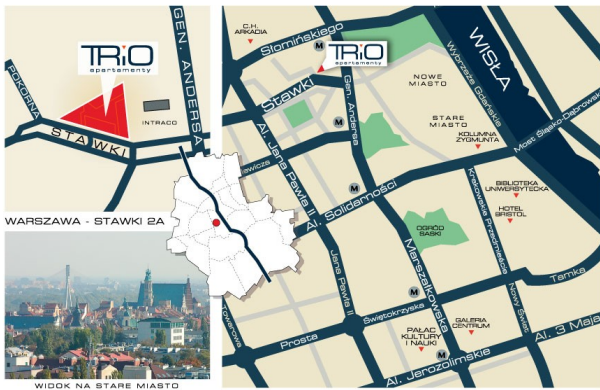 TRiO
apartamenty
GEN. ANDERSA
POKORNA
INTRACO
STAWKI
WARSZAWA - STAWKI 2A
WIDOK NA STARE MIASTO
C.H.
ARKADIA
Słomińskiego
M
TRiO
apartamenty
Stawki
Gen. Andersa
Al. Jana Pawła II
NOWE
MIASTO
WISŁA
Wybrzeże Gdańskie
STARE
MIASTO
KOLUMNA
ZYGMUNTA
Most Śląsko-Dąbrowski
M
Al. Solidarności
M
BIBLIOTEKA
UNIWERSYTECKA
HOTEL
BRISTOL
Krakowskie Przedmieście
OGRÓD
SASKI
Marszałkowska
Jana Pawła II
Tamka
Świętokrzyska
M
Nowy Świat
Prosta
PAŁAC
KULTURY
I NAUKI
GALERIA
CENTRUM
Al. 3 Maja
M
Al. Jerozolimskie